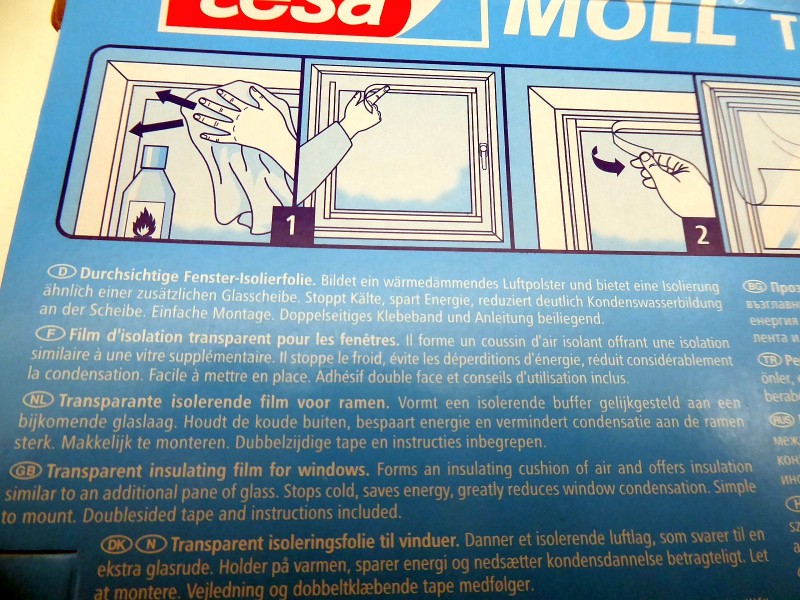 tesa MOLL
1
2
D Durchsichtige Fenster-Isolierfolie. Bildet ein wärmedämmendes Luftpolster und bietet eine Isolierung
ähnlich einer zusätzlichen Glasscheibe. Stoppt Kälte, spart Energie, reduziert deutlich Kondenswasserbildung
an der Scheibe. Einfache Montage. Doppelseitiges Klebeband und Anleitung beiliegend.
F Film d'isolation transparent pour les fenêtres. Il forme un coussin d'air isolant offrant une isolation
similaire à une vitre supplémentaire. Il stoppe le froid, évite les déperditions d'énergie, réduit considérablement
la condensation. Facile à mettre en place. Adhésif double face et conseils d'utilisation inclus.
NL Transparante isolerende film voor ramen. Vormt een isolerende buffer gelijkgesteld aan een
bijkomende glaslaag. Houdt de koude buiten, bespaart energie en vermindert condensatie aan de ramen
sterk. Makkelijk te monteren. Dubbelzijdige tape en instructies inbegrepen.
GB Transparent insulating film for windows. Forms an insulating cushion of air and offers insulation
similar to an additional pane of glass. Stops cold, saves energy, greatly reduces window condensation. Simple
to mount. Doublesided tape and instructions included.
DK N Transparent isoleringsfolie til vinduer. Danner et isolerende luftlag, som svarer til en
ekstra glasrude. Holder på varmen, sparer energi og nedsætter kondensdannelse betragteligt. Let
at montere. Vejledning og dobbeltklæbende tape medfølger.
BG
енергия
лента и
TR
önler,
RUS